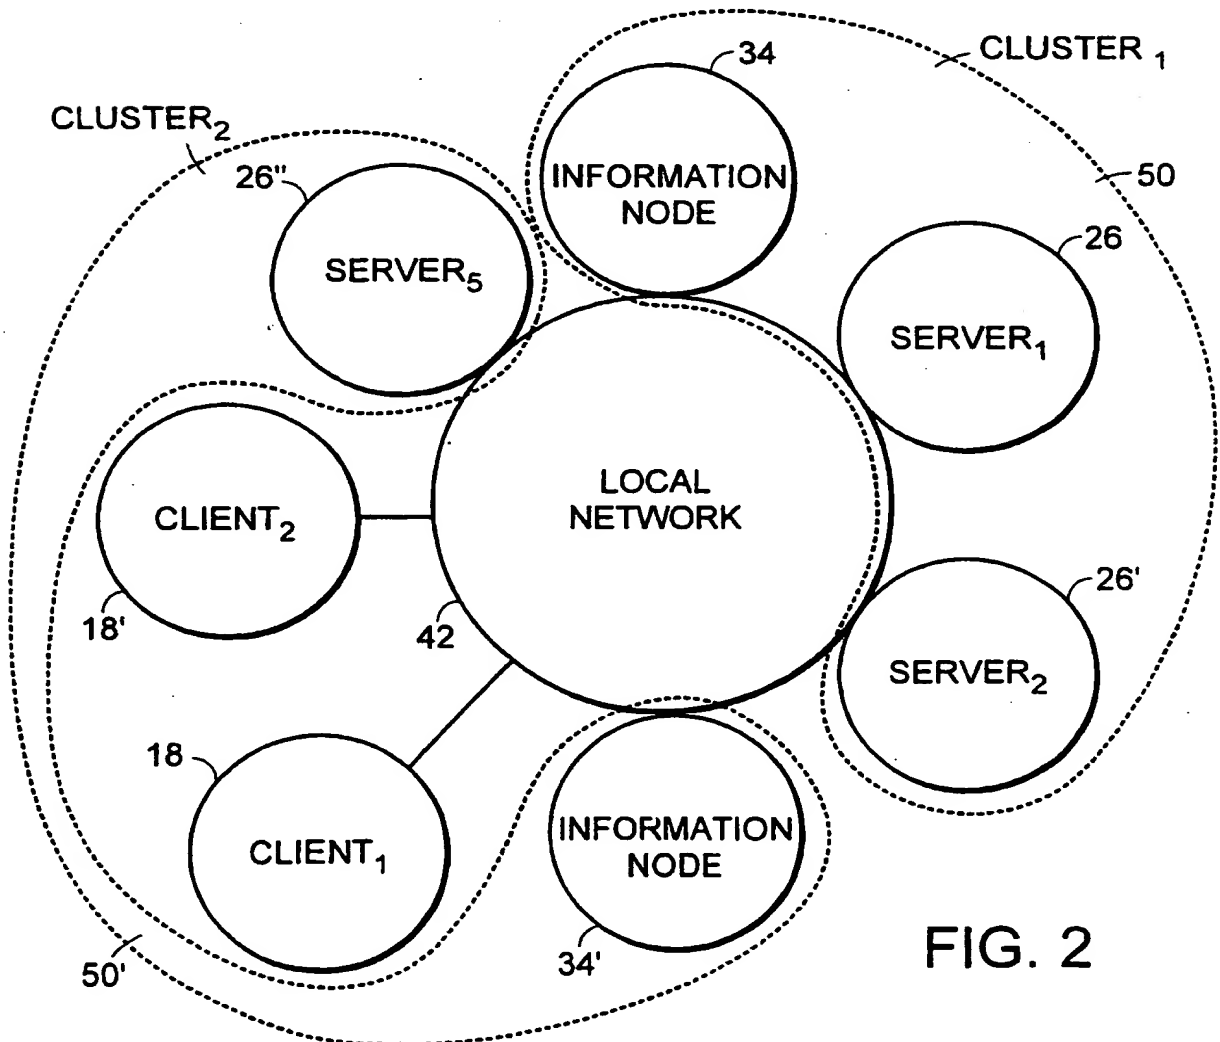 CLUSTER 1
34
CLUSTER2
26"
INFORMATION
NODE
50
26
SERVER5
SERVER1
LOCAL
NETWORK
CLIENT2
18'
42
26'
SERVER2
18
CLIENT1
INFORMATION
NODE
50'
34'
FIG. 2